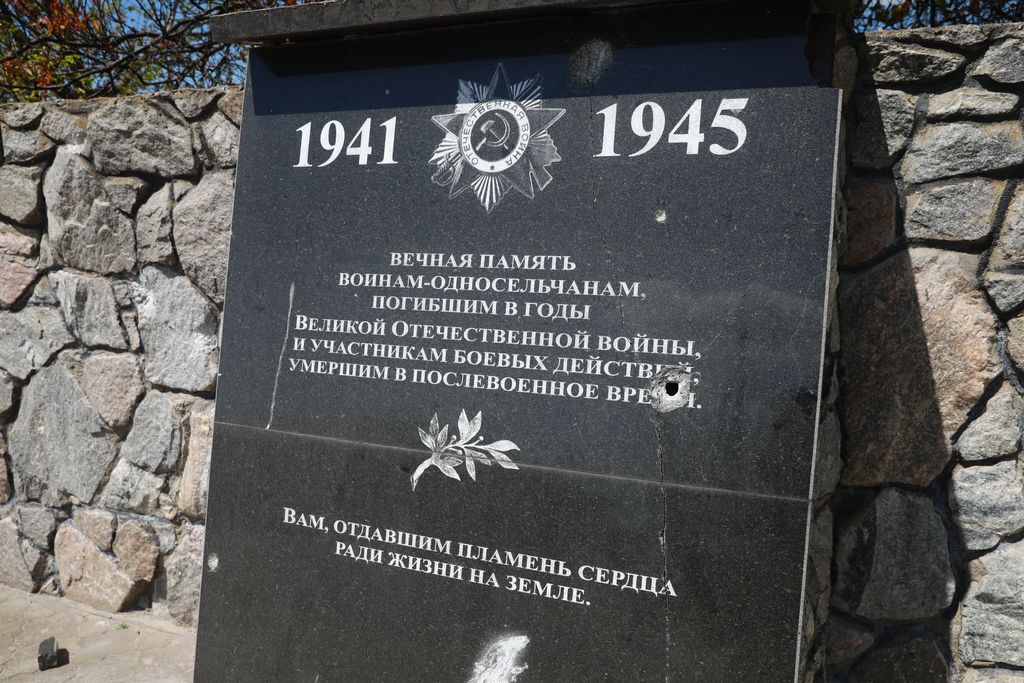 1941 ОТЕЧЕСТВЕННАЯ ВОЙНА 1945
ВЕЧНАЯ ПАМЯТЬ
ВОИНАМ-ОДНОСЕЛЬЧАНАМ,
ПОГИБШИМ В ГОДЫ
ВЕЛИКОЙ ОТЕЧЕСТВЕННОЙ ВОЙНЫ,
И УЧАСТНИКАМ БОЕВЫХ ДЕЙСТВИЙ,
УМЕРШИМ В ПОСЛЕВОЕННОЕ ВРЕМЯ.
ВАМ, ОТДАВШИМ ПЛАМЕНЬ СЕРДЦА
РАДИ ЖИЗНИ НА ЗЕМЛЕ.